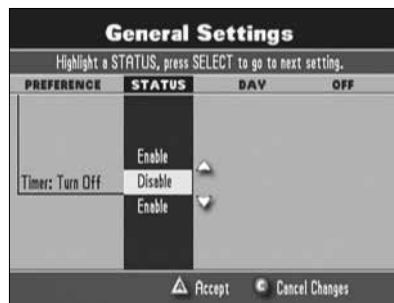 General Settings
Highlight a STATUS, press SELECT to go to next setting.
PREFERENCE STATUS DAY OFF
Enable
Timer: Turn Off Disable
Enable
A Accept C Cancel Changes